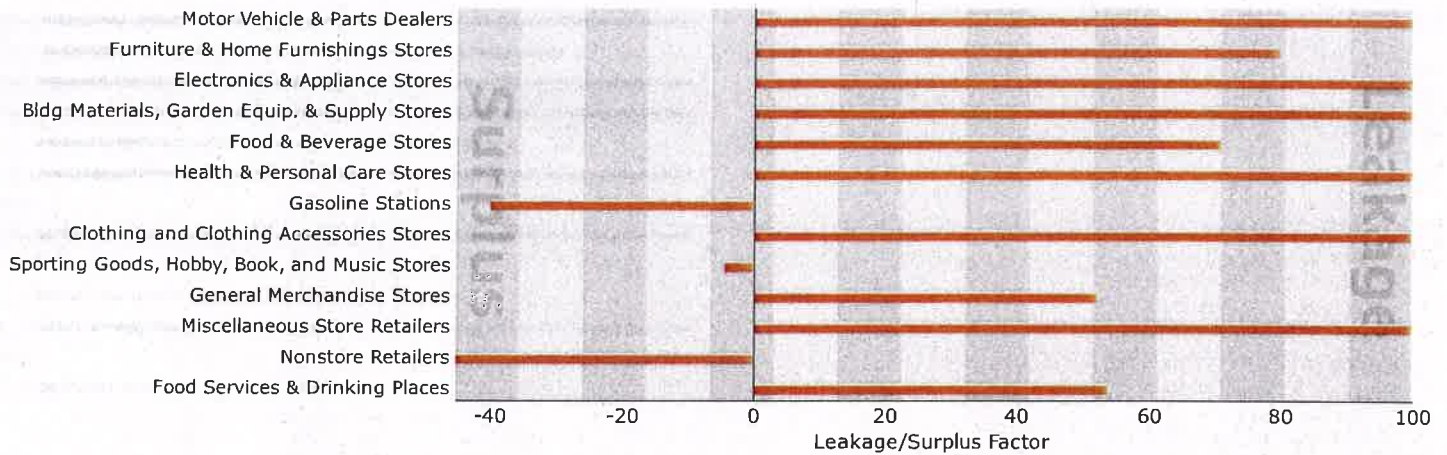 Motor Vehicle & Parts Dealers
Furniture & Home Furnishings Stores
Electronics & Appliance Stores
Bldg Materials, Garden Equip. & Supply Stores
Food & Beverage Stores
Health & Personal Care Stores
Gasoline Stations
Clothing and Clothing Accessories Stores
Sporting Goods, Hobby, Book, and Music Stores
General Merchandise Stores
Miscellaneous Store Retailers
Nonstore Retailers
Food Services & Drinking Places
Surplus
Leakage
-40 -20 0 20 40 60 80 100
Leakage/Surplus Factor